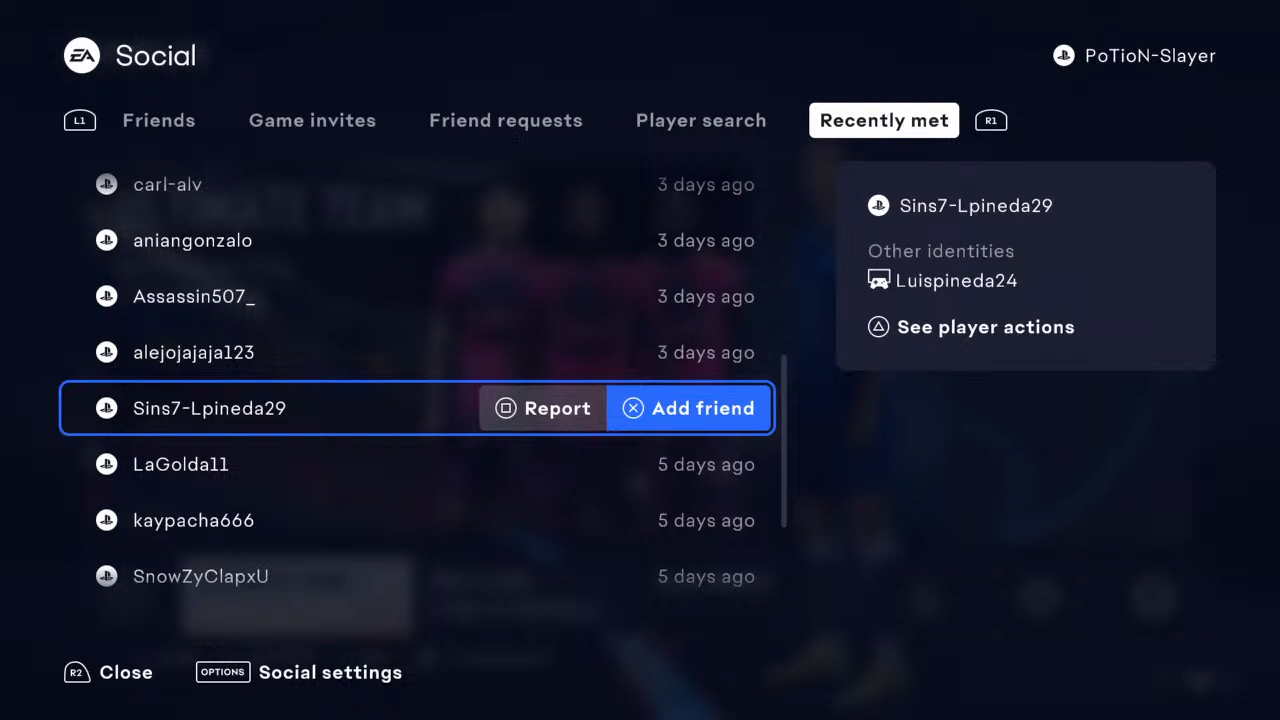 EA Social
PoTioN-Slayer
L1 Friends Game invites Friend requests Player search Recently met R1
carl-alv 3 days ago
aniangonzalo 3 days ago
Assassin507_ 3 days ago
alejojajaja123 3 days ago
Sins7-Lpineda29 Report Add friend
LaGolda11 5 days ago
kaypacha666 5 days ago
SnowZyClapxU 5 days ago
Sins7-Lpineda29
Other identities
Luispineda24
See player actions
R2 Close OPTIONS Social settings